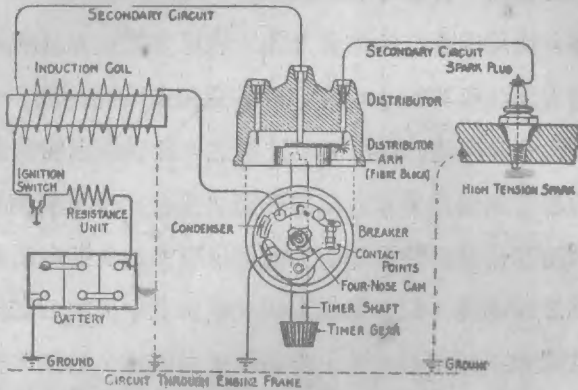 SECONDARY CIRCUIT
INDUCTION COIL
SECONDARY CIRCUIT
SPARK PLUG
DISTRIBUTOR
DISTRIBUTOR
ARM
(FIBRE BLOCK)
HIGH TENSION SPARK
IGNITION
SWITCH
RESISTANCE
UNIT
CONDENSER
BREAKER
CONTACT
POINTS
FOUR-NOSE CAM
TIMER SHAFT
TIMER GEAR
BATTERY
GROUND
GROUND
CIRCUIT THROUGH ENGINE FRAME